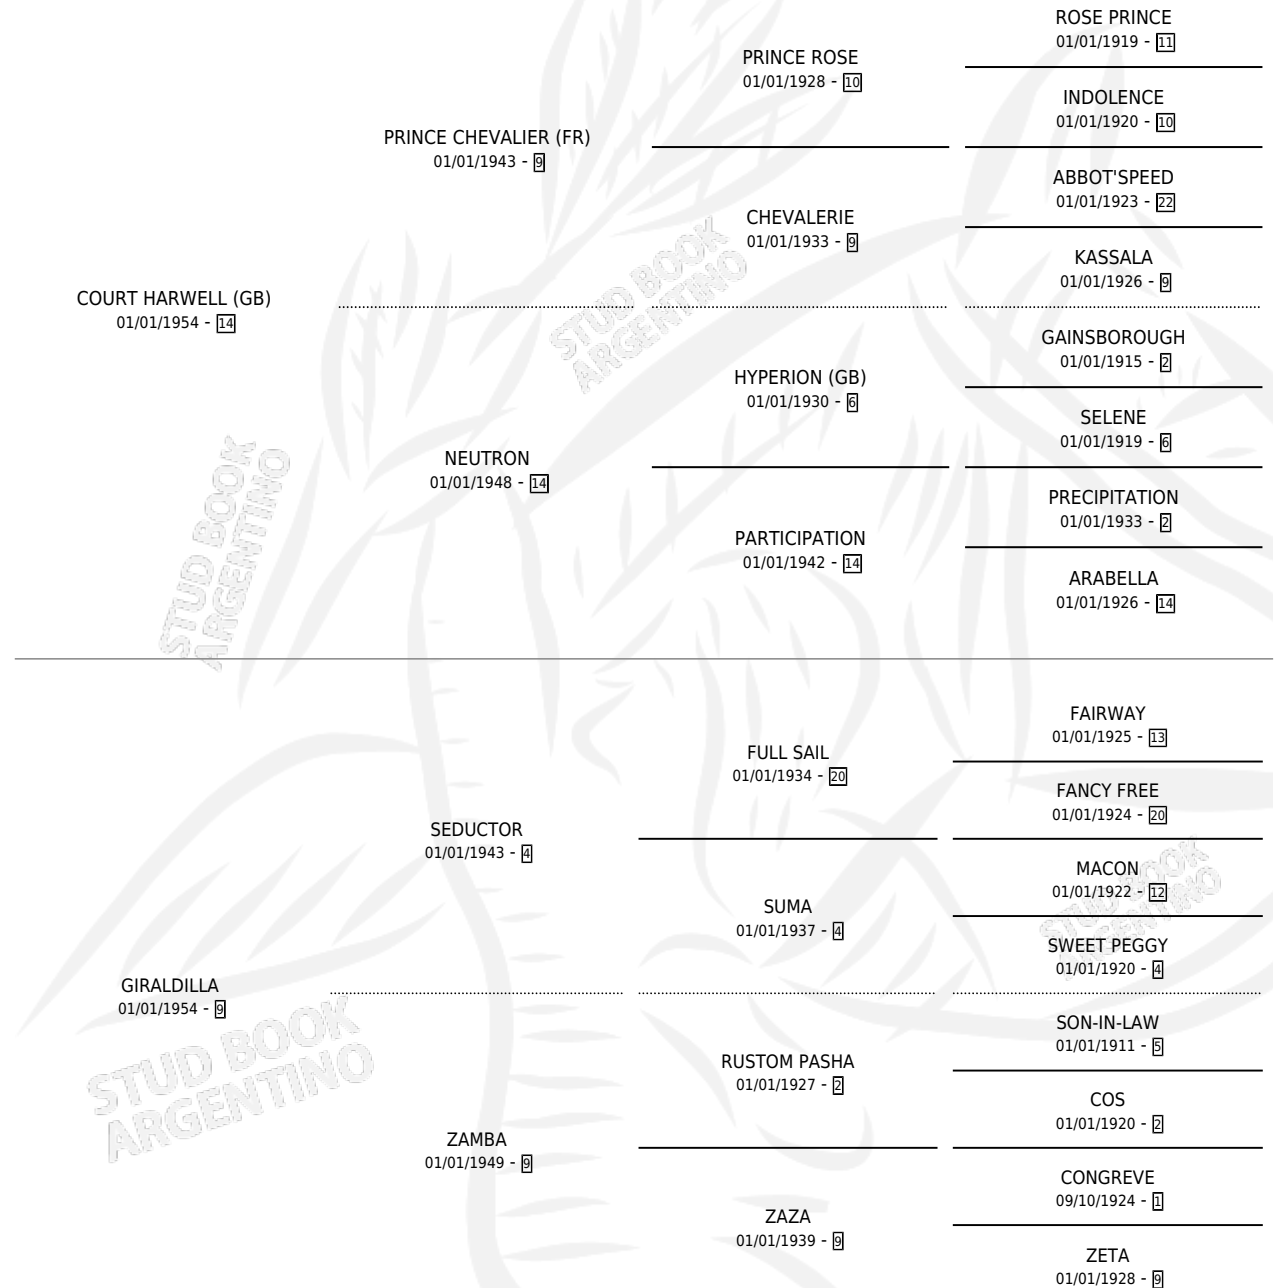 ROSE PRINCE
01/01/1919 - 11
PRINCE ROSE
01/01/1928 - 10
INDOLENCE
01/01/1920 - 10
PRINCE CHEVALIER (FR)
01/01/1943 - 9
ABBOT'SPEED
01/01/1923 - 22
CHEVALERIE
01/01/1933 - 9
KASSALA
01/01/1926 - 9
COURT HARWELL (GB)
01/01/1954 - 14
GAINSBOROUGH
01/01/1915 - 2
HYPERION (GB)
01/01/1930 - 6
SELENE
01/01/1919 - 6
NEUTRON
01/01/1948 - 14
PRECIPITATION
01/01/1933 - 2
PARTICIPATION
01/01/1942 - 14
ARABELLA
01/01/1926 - 14
FAIRWAY
01/01/1925 - 13
FULL SAIL
01/01/1934 - 20
FANCY FREE
01/01/1924 - 20
SEDUCTOR
01/01/1943 - 4
MACON
01/01/1922 - 12
SUMA
01/01/1937 - 4
SWEET PEGGY
01/01/1920 - 4
GIRALDILLA
01/01/1954 - 9
SON-IN-LAW
01/01/1911 - 5
RUSTOM PASHA
01/01/1927 - 2
COS
01/01/1920 - 2
ZAMBA
01/01/1949 - 9
CONGREVE
09/10/1924 - 1
ZAZA
01/01/1939 - 9
ZETA
01/01/1928 - 9
STUD BOOK
ARGENTINO
STUD BOOK
ARGENTINO
STUD BOOK
ARGENTINO
STUD BOOK
ARGENTINO